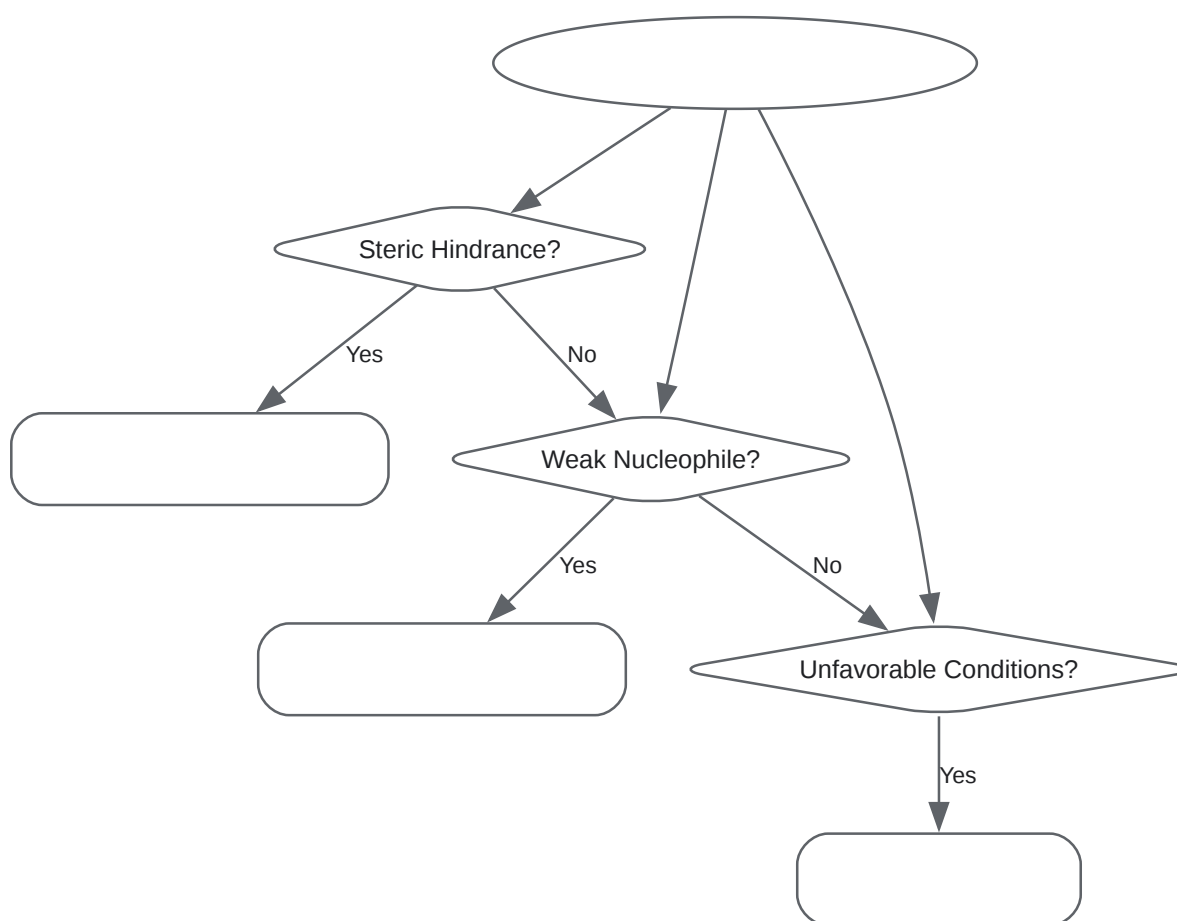 Steric Hindrance?
Yes
No
Weak Nucleophile?
Yes
No
Unfavorable Conditions?
Yes